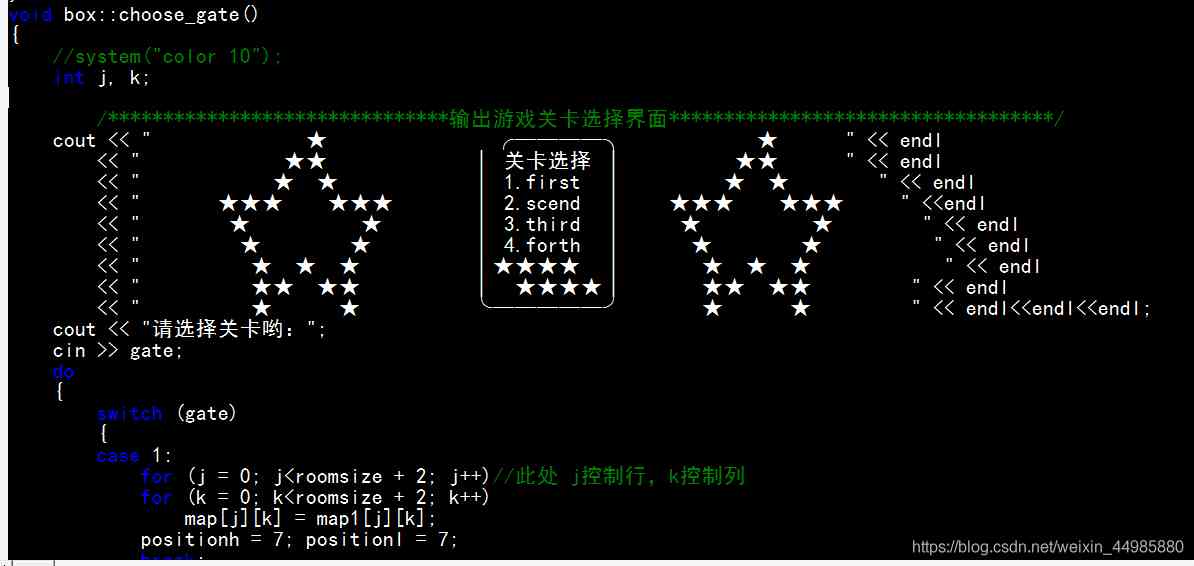 void box::choose_gate()
{
    //system("color 10");
    int j, k;
        /*******************************输出游戏关卡选择界面***********************************/
    cout << "               ★                ╭─────────╮             ★       " << endl
        << "             ★★              │ 关卡选择 │            ★★       " << endl
        << "            ★  ★             │ 1.first  │           ★  ★          " << endl
        << "       ★★★    ★★★        │ 2.scend  │      ★★★    ★★★     " <<endl
        << "        ★           ★        │ 3.third  │       ★           ★        " << endl
        << "         ★         ★         │ 4.forth  │        ★         ★         " << endl
        << "          ★  ★  ★            │★★★★   │         ★  ★  ★            " << endl
        << "          ★★  ★★            │  ★★★★ │         ★★  ★★         " << endl
        << "          ★      ★            ╰─────────╯         ★      ★         " << endl<<endl<<endl;
    cout << "请选择关卡哟：";
    cin >> gate;
    do
    {
        switch (gate)
        {
        case 1:
            for (j = 0; j<roomsize + 2; j++)//此处 j控制行，k控制列
            for (k = 0; k<roomsize + 2; k++)
                map[j][k] = map1[j][k];
            positionh = 7; positionl = 7;
            break;
https://blog.csdn.net/weixin_44985880